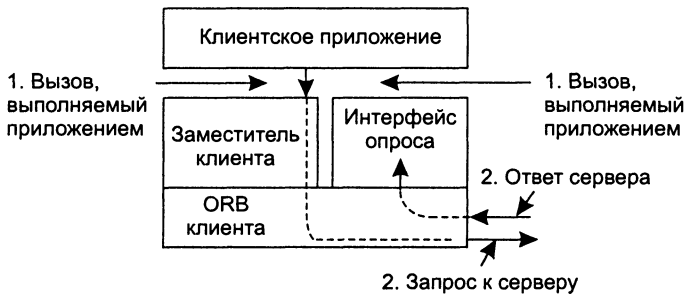 Клиентское приложение
1. Вызов,
выполняемый
приложением
1. Вызов,
выполняемый
приложением
Заместитель
клиента
Интерфейс
опроса
2. Ответ сервера
ORB
клиента
2. Запрос к серверу